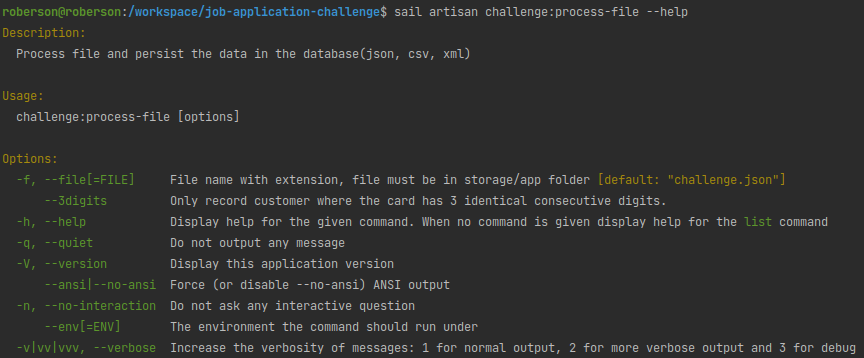 roberson@roberson:/workspace/job-application-challenge$ sail artisan challenge:process-file --help
Description:
  Process file and persist the data in the database(json, csv, xml)

Usage:
  challenge:process-file [options]

Options:
  -f, --file[=FILE]     File name with extension, file must be in storage/app folder [default: "challenge.json"]
      --3digits         Only record customer where the card has 3 identical consecutive digits.
  -h, --help            Display help for the given command. When no command is given display help for the list command
  -q, --quiet           Do not output any message
  -V, --version         Display this application version
      --ansi|--no-ansi  Force (or disable --no-ansi) ANSI output
  -n, --no-interaction  Do not ask any interactive question
      --env[=ENV]       The environment the command should run under
  -v|vv|vvv, --verbose  Increase the verbosity of messages: 1 for normal output, 2 for more verbose output and 3 for debug